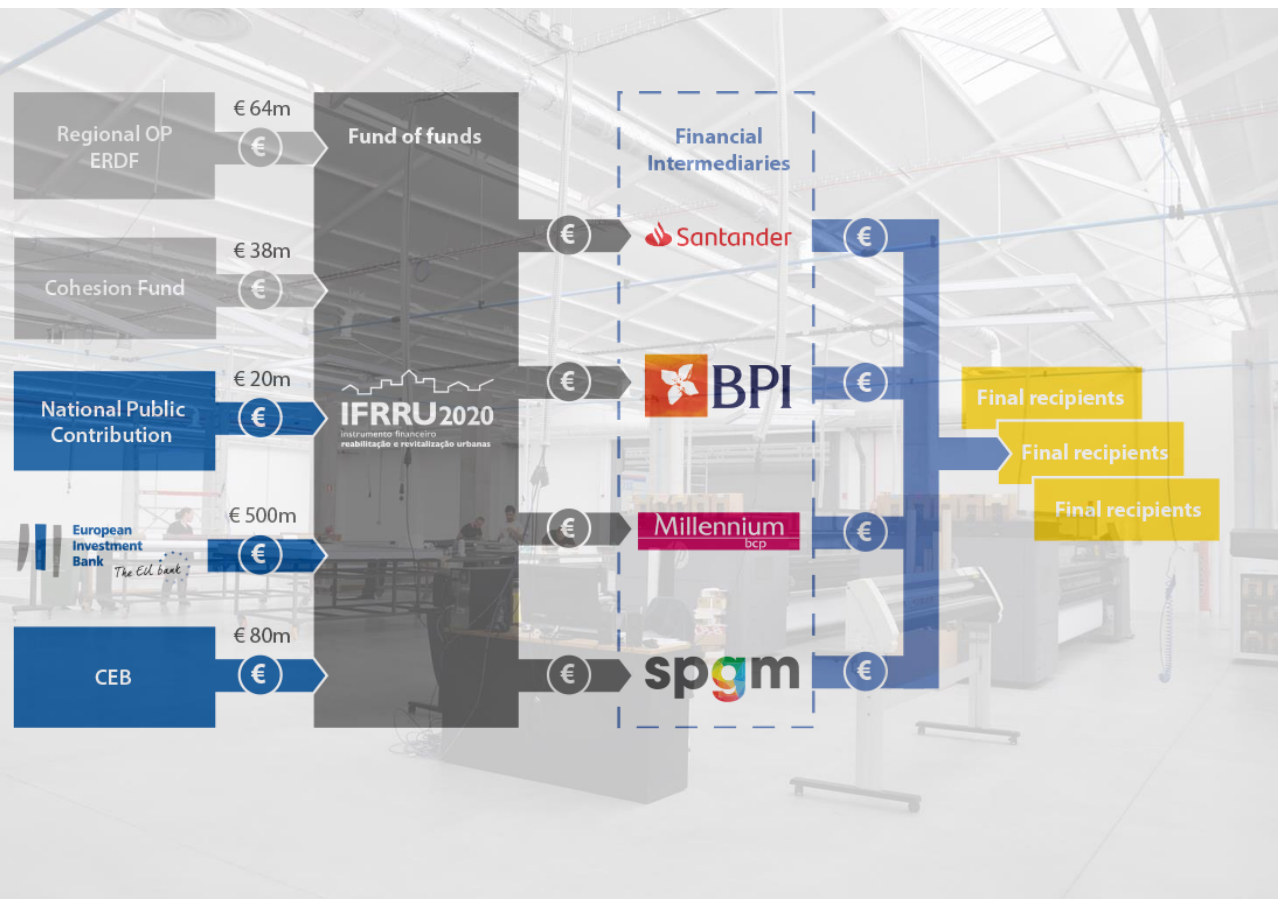 Regional OP
ERDF
€ 64m
€
Fund of funds
Financial
Intermediaries
€
Santander
€
Cohesion Fund
€ 38m
€
National Public
Contribution
€ 20m
€
IFRRU2020
instrumento financeiro
reabilitação e revitalização urbanas
€
BPI
€
Final recipients
Final recipients
Final recipients
European
Investment
Bank
The EU bank
€ 500m
€
€
Millennium
bcp
€
CEB
€ 80m
€
€
spgm
€